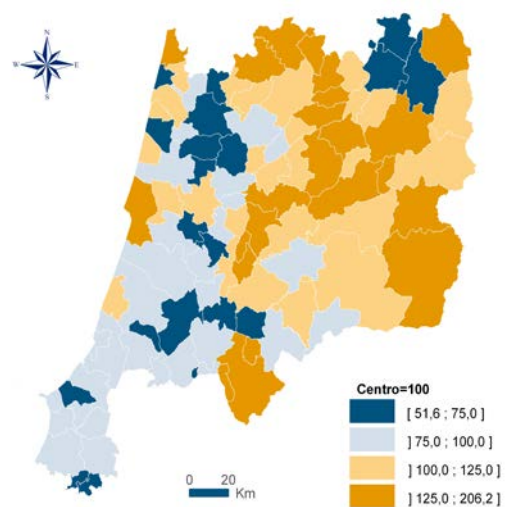 N
W
E
S
Centro=100
[ 51,6 ; 75,0 ]
] 75,0 ; 100,0 ]
] 100,0 ; 125,0 ]
] 125,0 ; 206,2 ]
0 20
Km